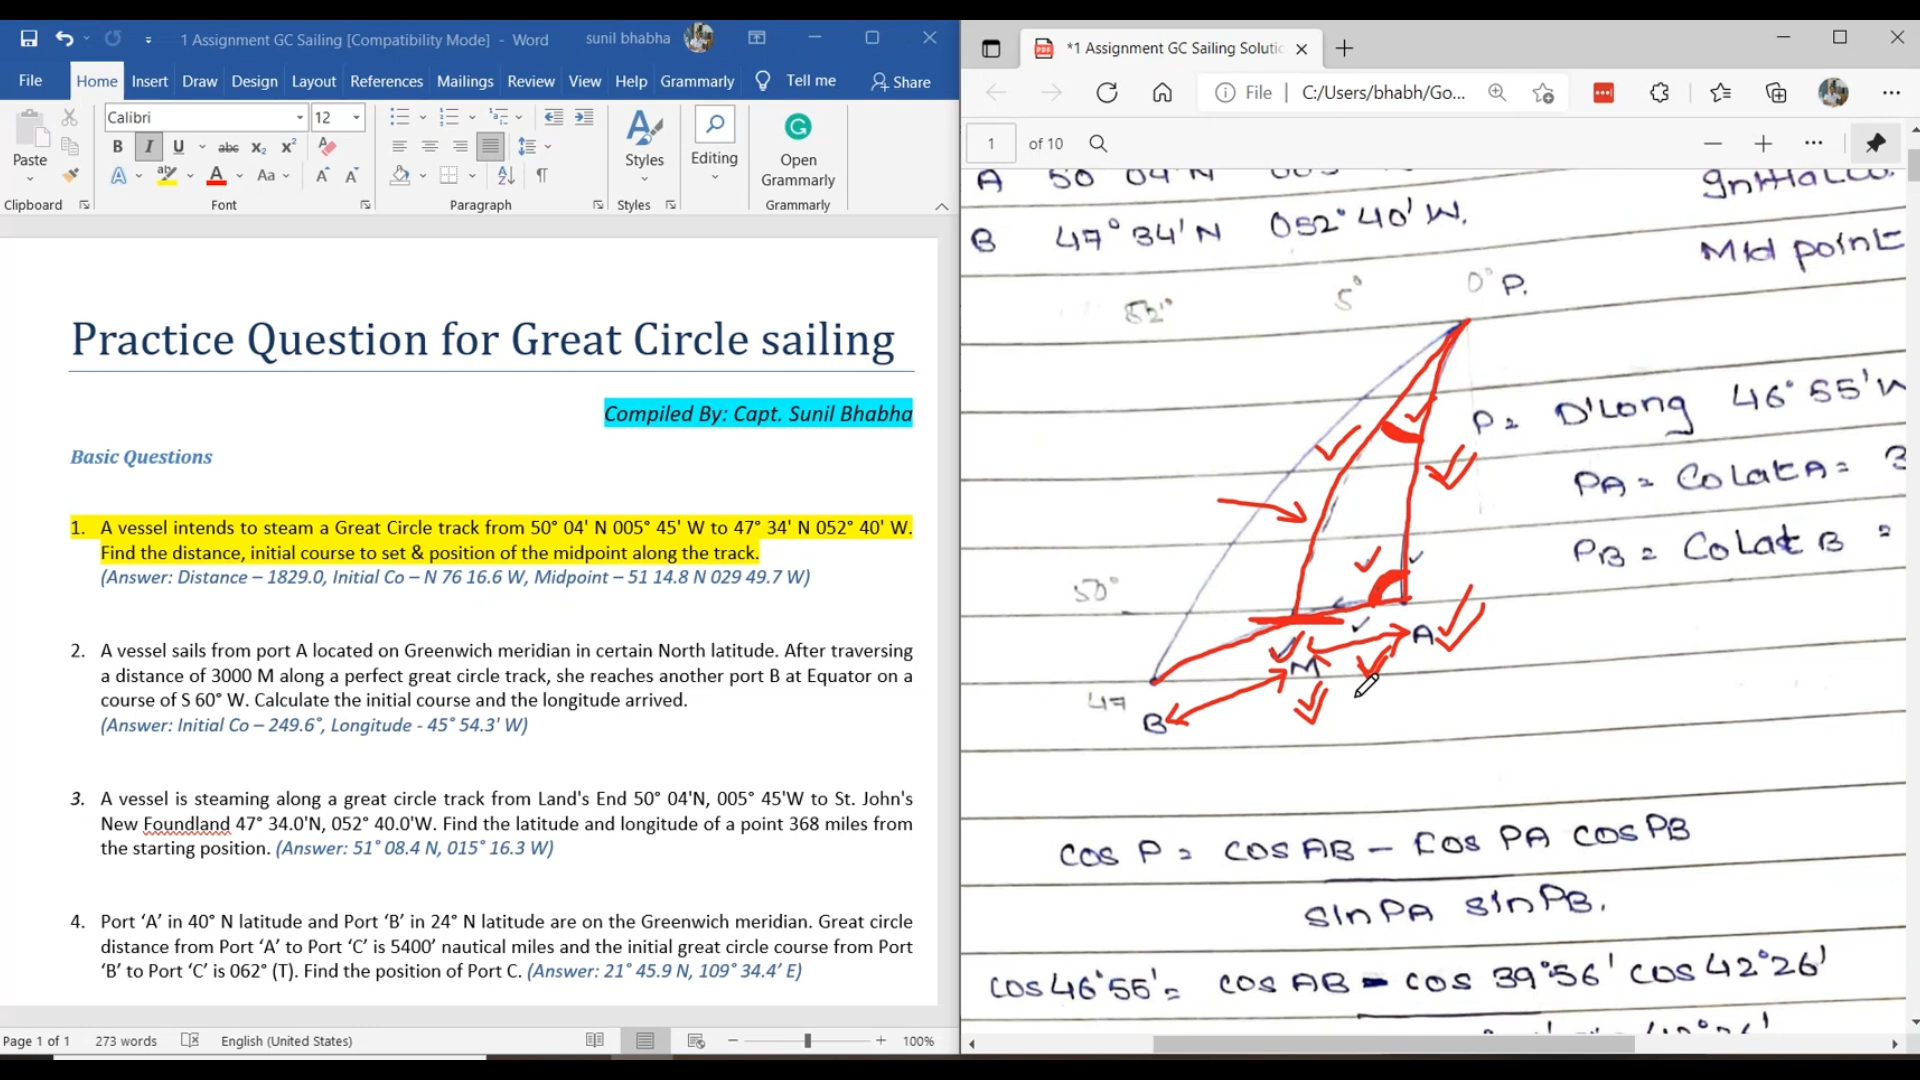 1 Assignment GC Sailing [Compatibility Mode] - Word
sunil bhabha
File Home Insert Draw Design Layout References Mailings Review View Help Grammarly Tell me Share
Calibri 12
Paste
Styles
Editing
Open
Grammarly
Clipboard Font Paragraph Styles Grammarly
Practice Question for Great Circle sailing
Compiled By: Capt. Sunil Bhabha
Basic Questions
1. A vessel intends to steam a Great Circle track from 50° 04' N 005° 45' W to 47° 34' N 052° 40' W.
Find the distance, initial course to set & position of the midpoint along the track.
(Answer: Distance – 1829.0, Initial Co – N 76 16.6 W, Midpoint – 51 14.8 N 029 49.7 W)
2. A vessel sails from port A located on Greenwich meridian in certain North latitude. After traversing
a distance of 3000 M along a perfect great circle track, she reaches another port B at Equator on a
course of S 60° W. Calculate the initial course and the longitude arrived.
(Answer: Initial Co – 249.6°, Longitude - 45° 54.3' W)
3. A vessel is steaming along a great circle track from Land's End 50° 04'N, 005° 45'W to St. John's
New Foundland 47° 34.0'N, 052° 40.0'W. Find the latitude and longitude of a point 368 miles from
the starting position. (Answer: 51° 08.4 N, 015° 16.3 W)
4. Port ‘A’ in 40° N latitude and Port ‘B’ in 24° N latitude are on the Greenwich meridian. Great circle
distance from Port ‘A’ to Port ‘C’ is 5400’ nautical miles and the initial great circle course from Port
‘B’ to Port ‘C’ is 062° (T). Find the position of Port C. (Answer: 21° 45.9 N, 109° 34.4’ E)
Page 1 of 1 273 words English (United States) 100%
*1 Assignment GC Sailing Solutic
File C:/Users/bhabh/Go...
1 of 10
A 50 04' N
Initial Co.
B 47° 34' N 052° 40' W.
Mid point
52° 5° 0° P.
P = D'Long 46° 55' W
PA = CoLat A = 3
PB = CoLat B =
50°
A
M
47
B
cos P = cos AB - cos PA cos PB
sin PA sin PB.
cos 46° 55' = cos AB - cos 39° 56' cos 42° 26'